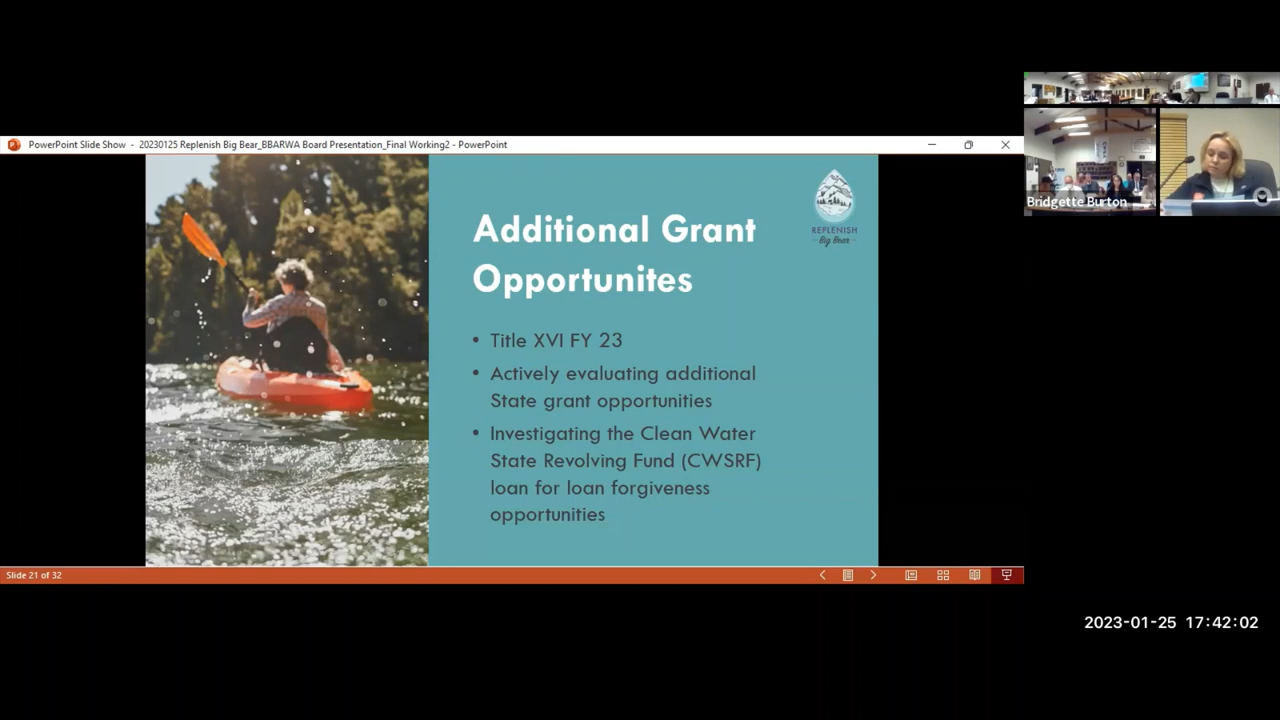 PowerPoint Slide Show - 20230125 Replenish Big Bear_BBARWA Board Presentation_Final Working2 - PowerPoint
Additional Grant
Opportunites
REPLENISH
Big Bear
• Title XVI FY 23
• Actively evaluating additional
State grant opportunities
• Investigating the Clean Water
State Revolving Fund (CWSRF)
loan for loan forgiveness
opportunities
Slide 21 of 32
Bridgette Burton
2023-01-25 17:42:02